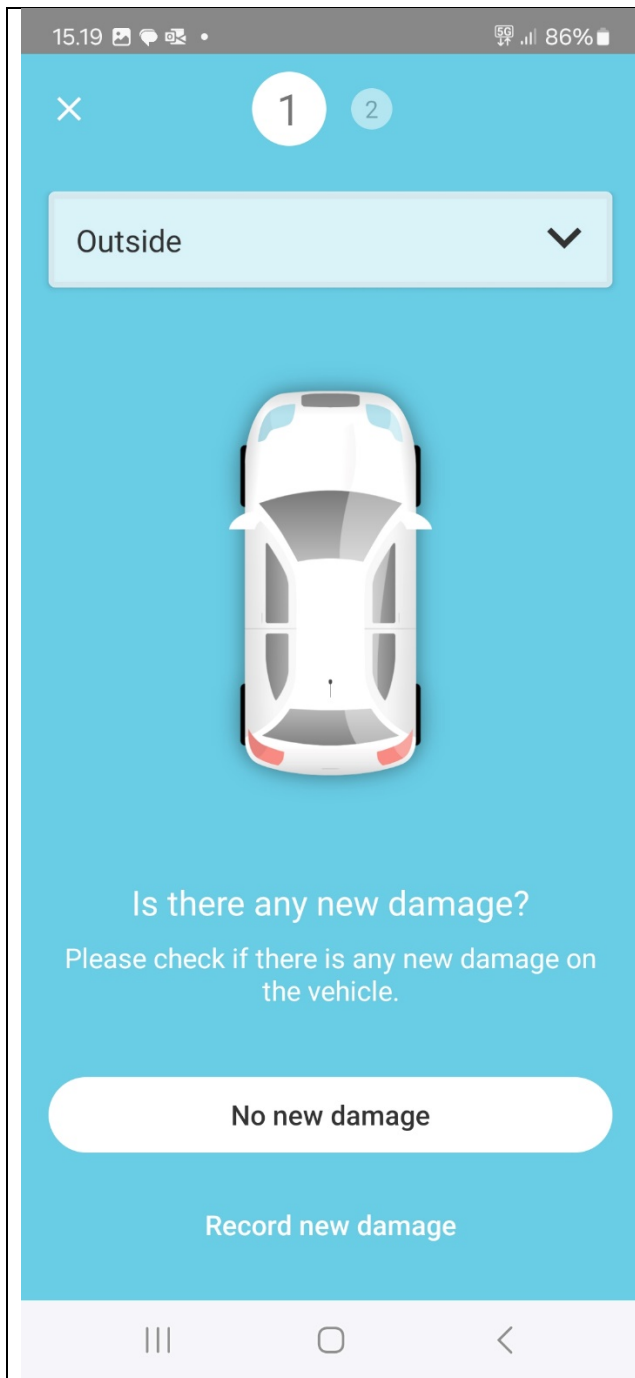 15.19 5G 86%
1 2
Outside
Is there any new damage?
Please check if there is any new damage on
the vehicle.
No new damage
Record new damage